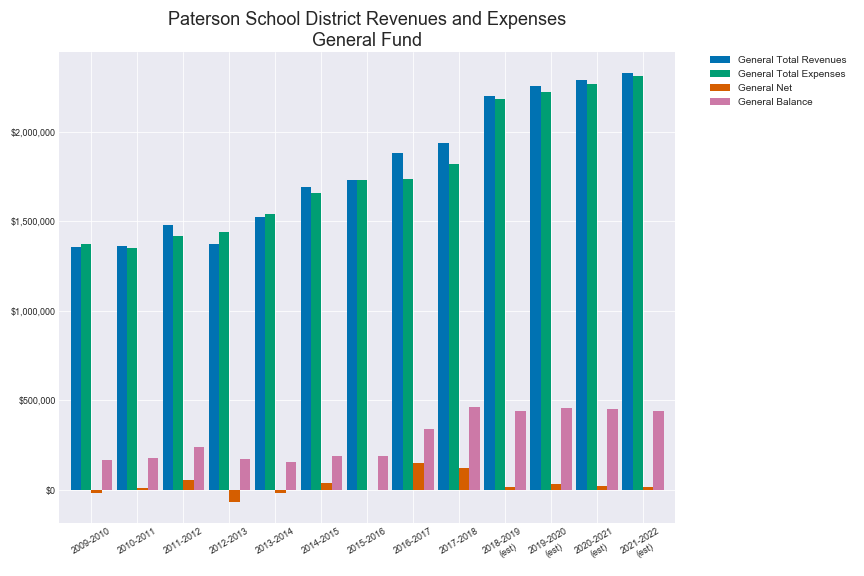 Paterson School District Revenues and Expenses
General Fund
General Total Revenues
General Total Expenses
General Net
General Balance
$2,000,000
$1,500,000
$1,000,000
$500,000
$0
2009-2010
2010-2011
2011-2012
2012-2013
2013-2014
2014-2015
2015-2016
2016-2017
2017-2018
2018-2019
(est)
2019-2020
(est)
2020-2021
(est)
2021-2022
(est)